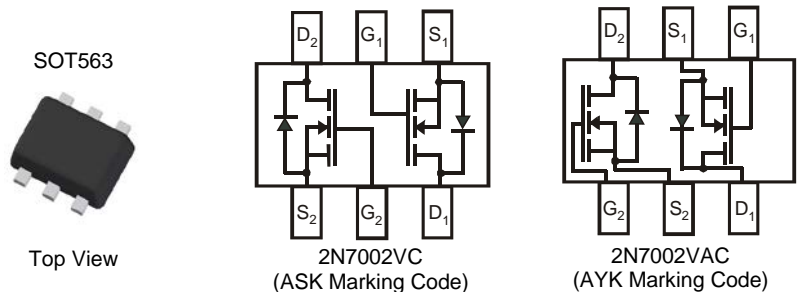 SOT563
Top View
D2 G1 S1
S2 G2 D1
2N7002VC
(ASK Marking Code)
D2 S1 G1
G2 S2 D1
2N7002VAC
(AYK Marking Code)